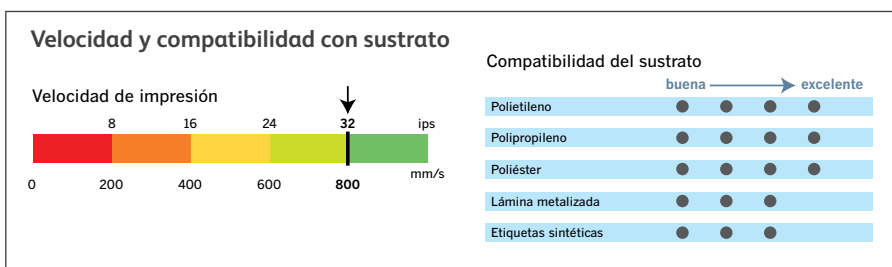 Velocidad y compatibilidad con sustrato
Velocidad de impresión
8 16 24 32 ips
0 200 400 600 800 mm/s
Compatibilidad del sustrato
buena excelente
Polietileno
Polipropileno
Poliéster
Lámina metalizada
Etiquetas sintéticas